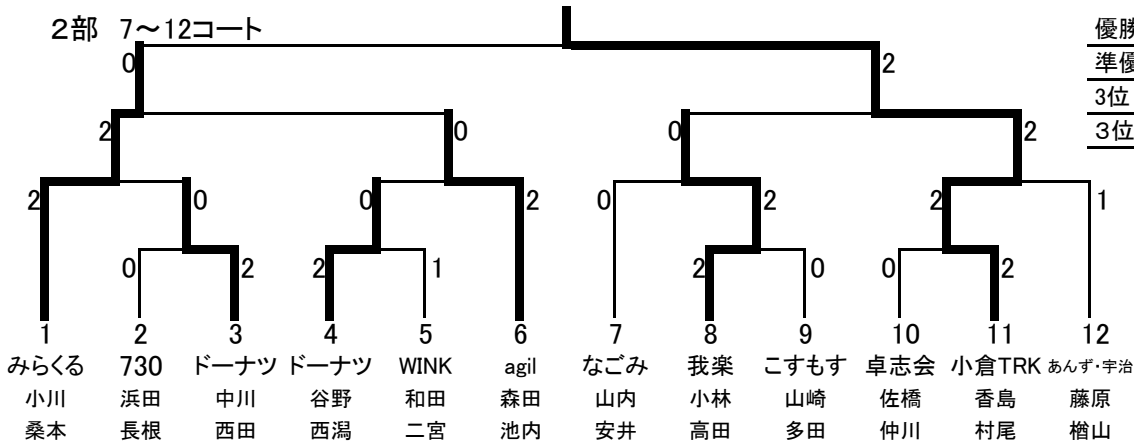 ２部 7～12コート
優勝
0 2
準優
3位
2 0 0 2
３位
2 0 0 2 0 2 2 1
0 2 2 1 2 0 0 2
1 2 3 4 5 6 7 8 9 10 11 12
みらくる 730 ドーナツ ドーナツ WINK agil なごみ 我楽 こすもす 卓志会 小倉TRK あんず・宇治
小川 浜田 中川 谷野 和田 森田 山内 小林 山崎 佐橋 香島 藤原
桑本 長根 西田 西潟 二宮 池内 安井 高田 多田 仲川 村尾 楢山